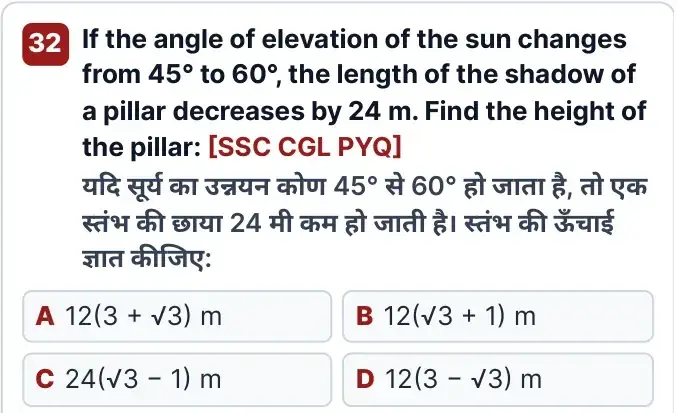 32 If the angle of elevation of the sun changes
from 45° to 60°, the length of the shadow of
a pillar decreases by 24 m. Find the height of
the pillar: [SSC CGL PYQ]
यदि सूर्य का उन्नयन कोण 45° से 60° हो जाता है, तो एक
स्तंभ की छाया 24 मी कम हो जाती है। स्तंभ की ऊँचाई
ज्ञात कीजिए:
A 12(3 + √3) m
B 12(√3 + 1) m
C 24(√3 − 1) m
D 12(3 − √3) m